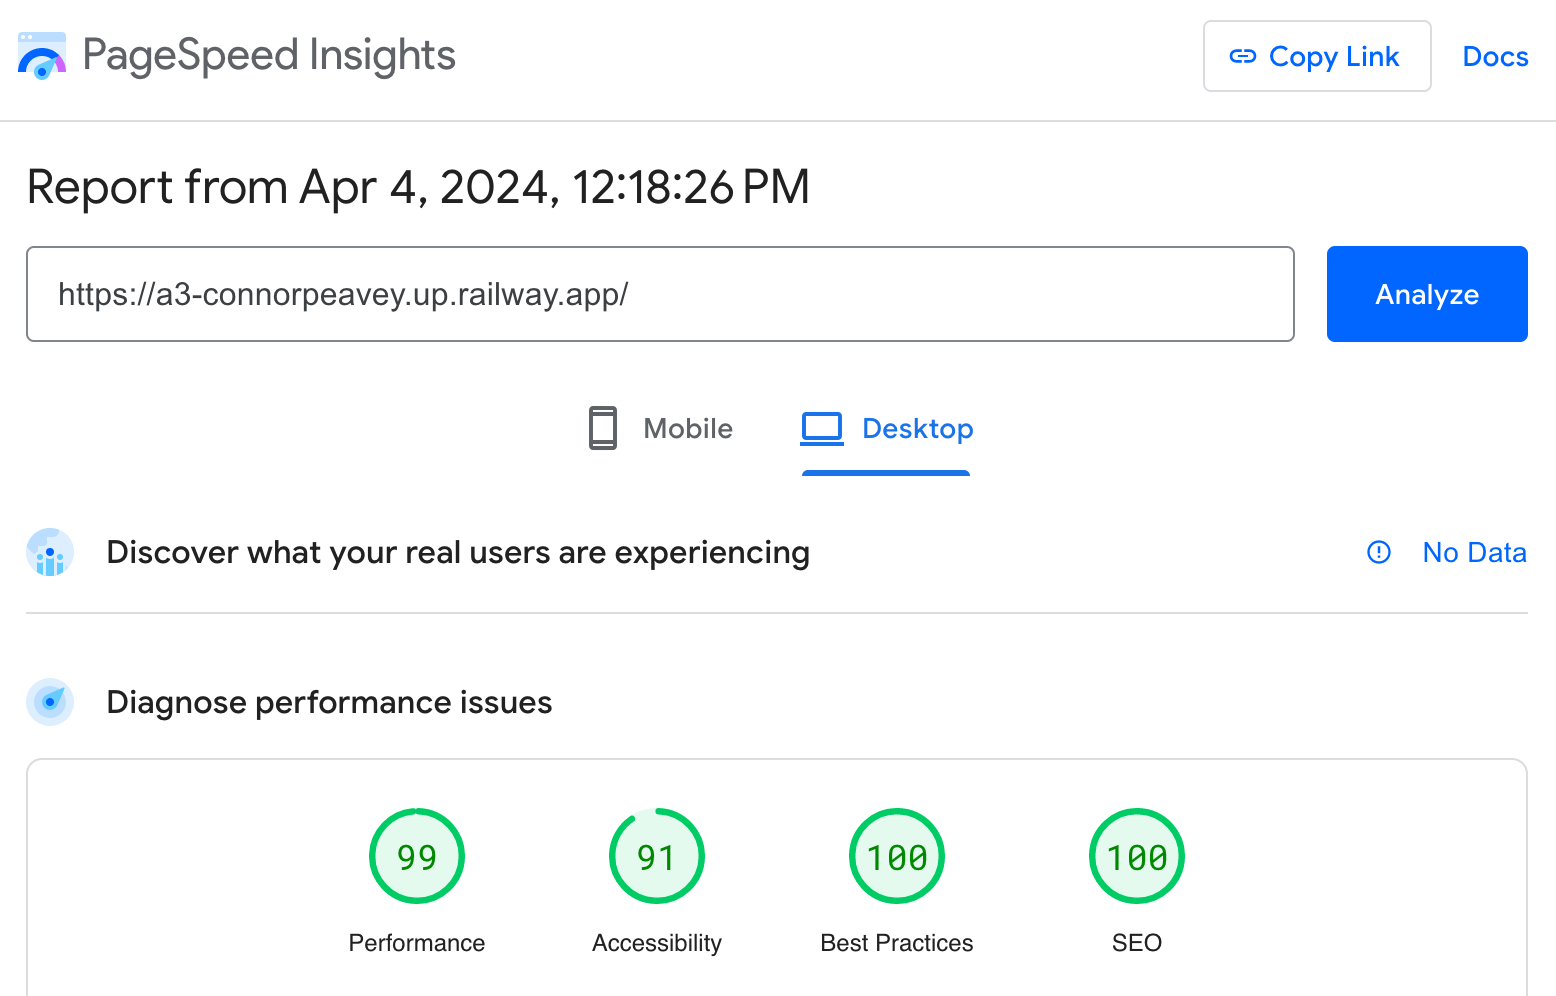 PageSpeed Insights
Copy Link
Docs
Report from Apr 4, 2024, 12:18:26 PM
https://a3-connorpeavey.up.railway.app/
Analyze
Mobile
Desktop
Discover what your real users are experiencing
No Data
Diagnose performance issues
99
91
100
100
Performance
Accessibility
Best Practices
SEO